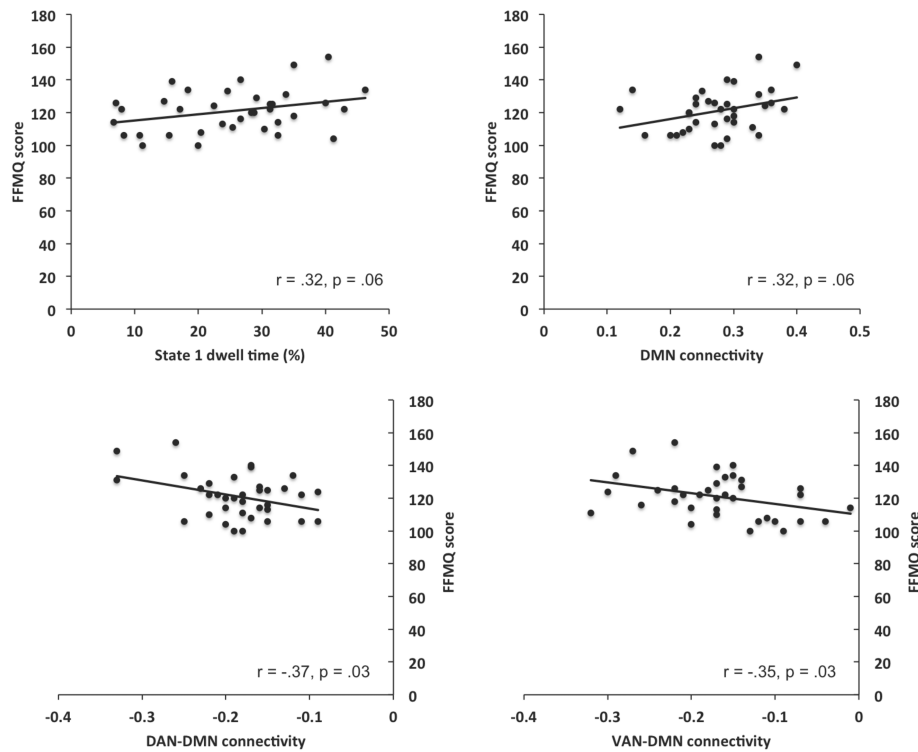 180
160
140
120
100
80
60
40
20
0
FFMQ score
r = .32, p = .06
0 10 20 30 40 50
State 1 dwell time (%)
180
160
140
120
100
80
60
40
20
0
FFMQ score
r = .32, p = .06
0 0.1 0.2 0.3 0.4 0.5
DMN connectivity
180
160
140
120
100
80
60
40
20
0
FFMQ score
r = -.37, p = .03
-0.4 -0.3 -0.2 -0.1 0
DAN-DMN connectivity
180
160
140
120
100
80
60
40
20
0
FFMQ score
r = -.35, p = .03
-0.4 -0.3 -0.2 -0.1 0
VAN-DMN connectivity